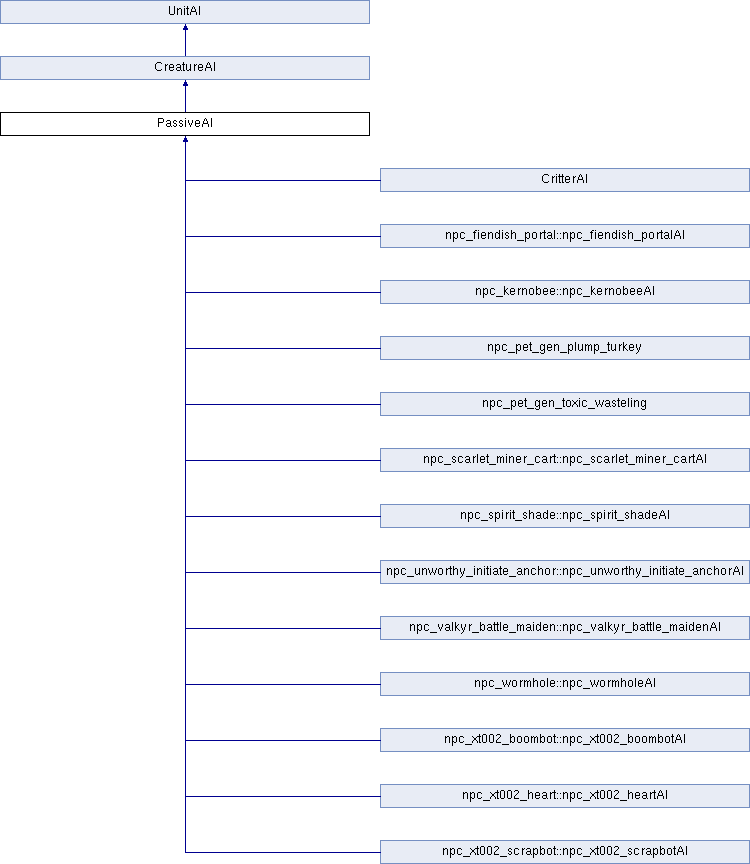 UnitAI
CreatureAI
PassiveAI
CritterAI
npc_fiendish_portal::npc_fiendish_portalAI
npc_kernobee::npc_kernobeeAI
npc_pet_gen_plump_turkey
npc_pet_gen_toxic_wasteling
npc_scarlet_miner_cart::npc_scarlet_miner_cartAI
npc_spirit_shade::npc_spirit_shadeAI
npc_unworthy_initiate_anchor::npc_unworthy_initiate_anchorAI
npc_valkyr_battle_maiden::npc_valkyr_battle_maidenAI
npc_wormhole::npc_wormholeAI
npc_xt002_boombot::npc_xt002_boombotAI
npc_xt002_heart::npc_xt002_heartAI
npc_xt002_scrapbot::npc_xt002_scrapbotAI